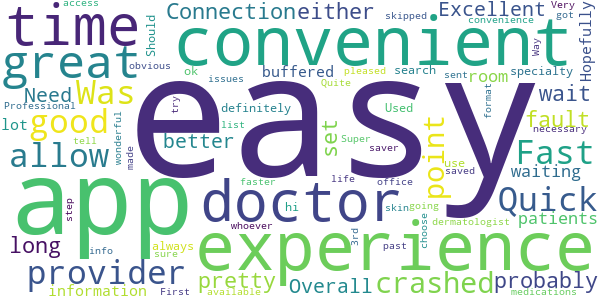 access
Connection
either
skipped
Excellent
Very
got
Hopefully
time
convenient
convenience
Should
Way
great
obvious
ok
issues
pleased
search
sent
specialty
buffered
room
Quite
Need
Was
easy
definitely
Used
format
wait
Professional
try
list
saver
necessary
lot
good
better
set
Super
point
fault
tell
wonderful
made
allow
faster
life
office
use
saved
Fast
waiting
app
doctor
hi
skin
going
always
Quick
patients
step
whoever
3rd
past
choose
dermatologist
long
experience
provider
info
sure
pretty
Overall
crashed
probably
information
First
available
medications